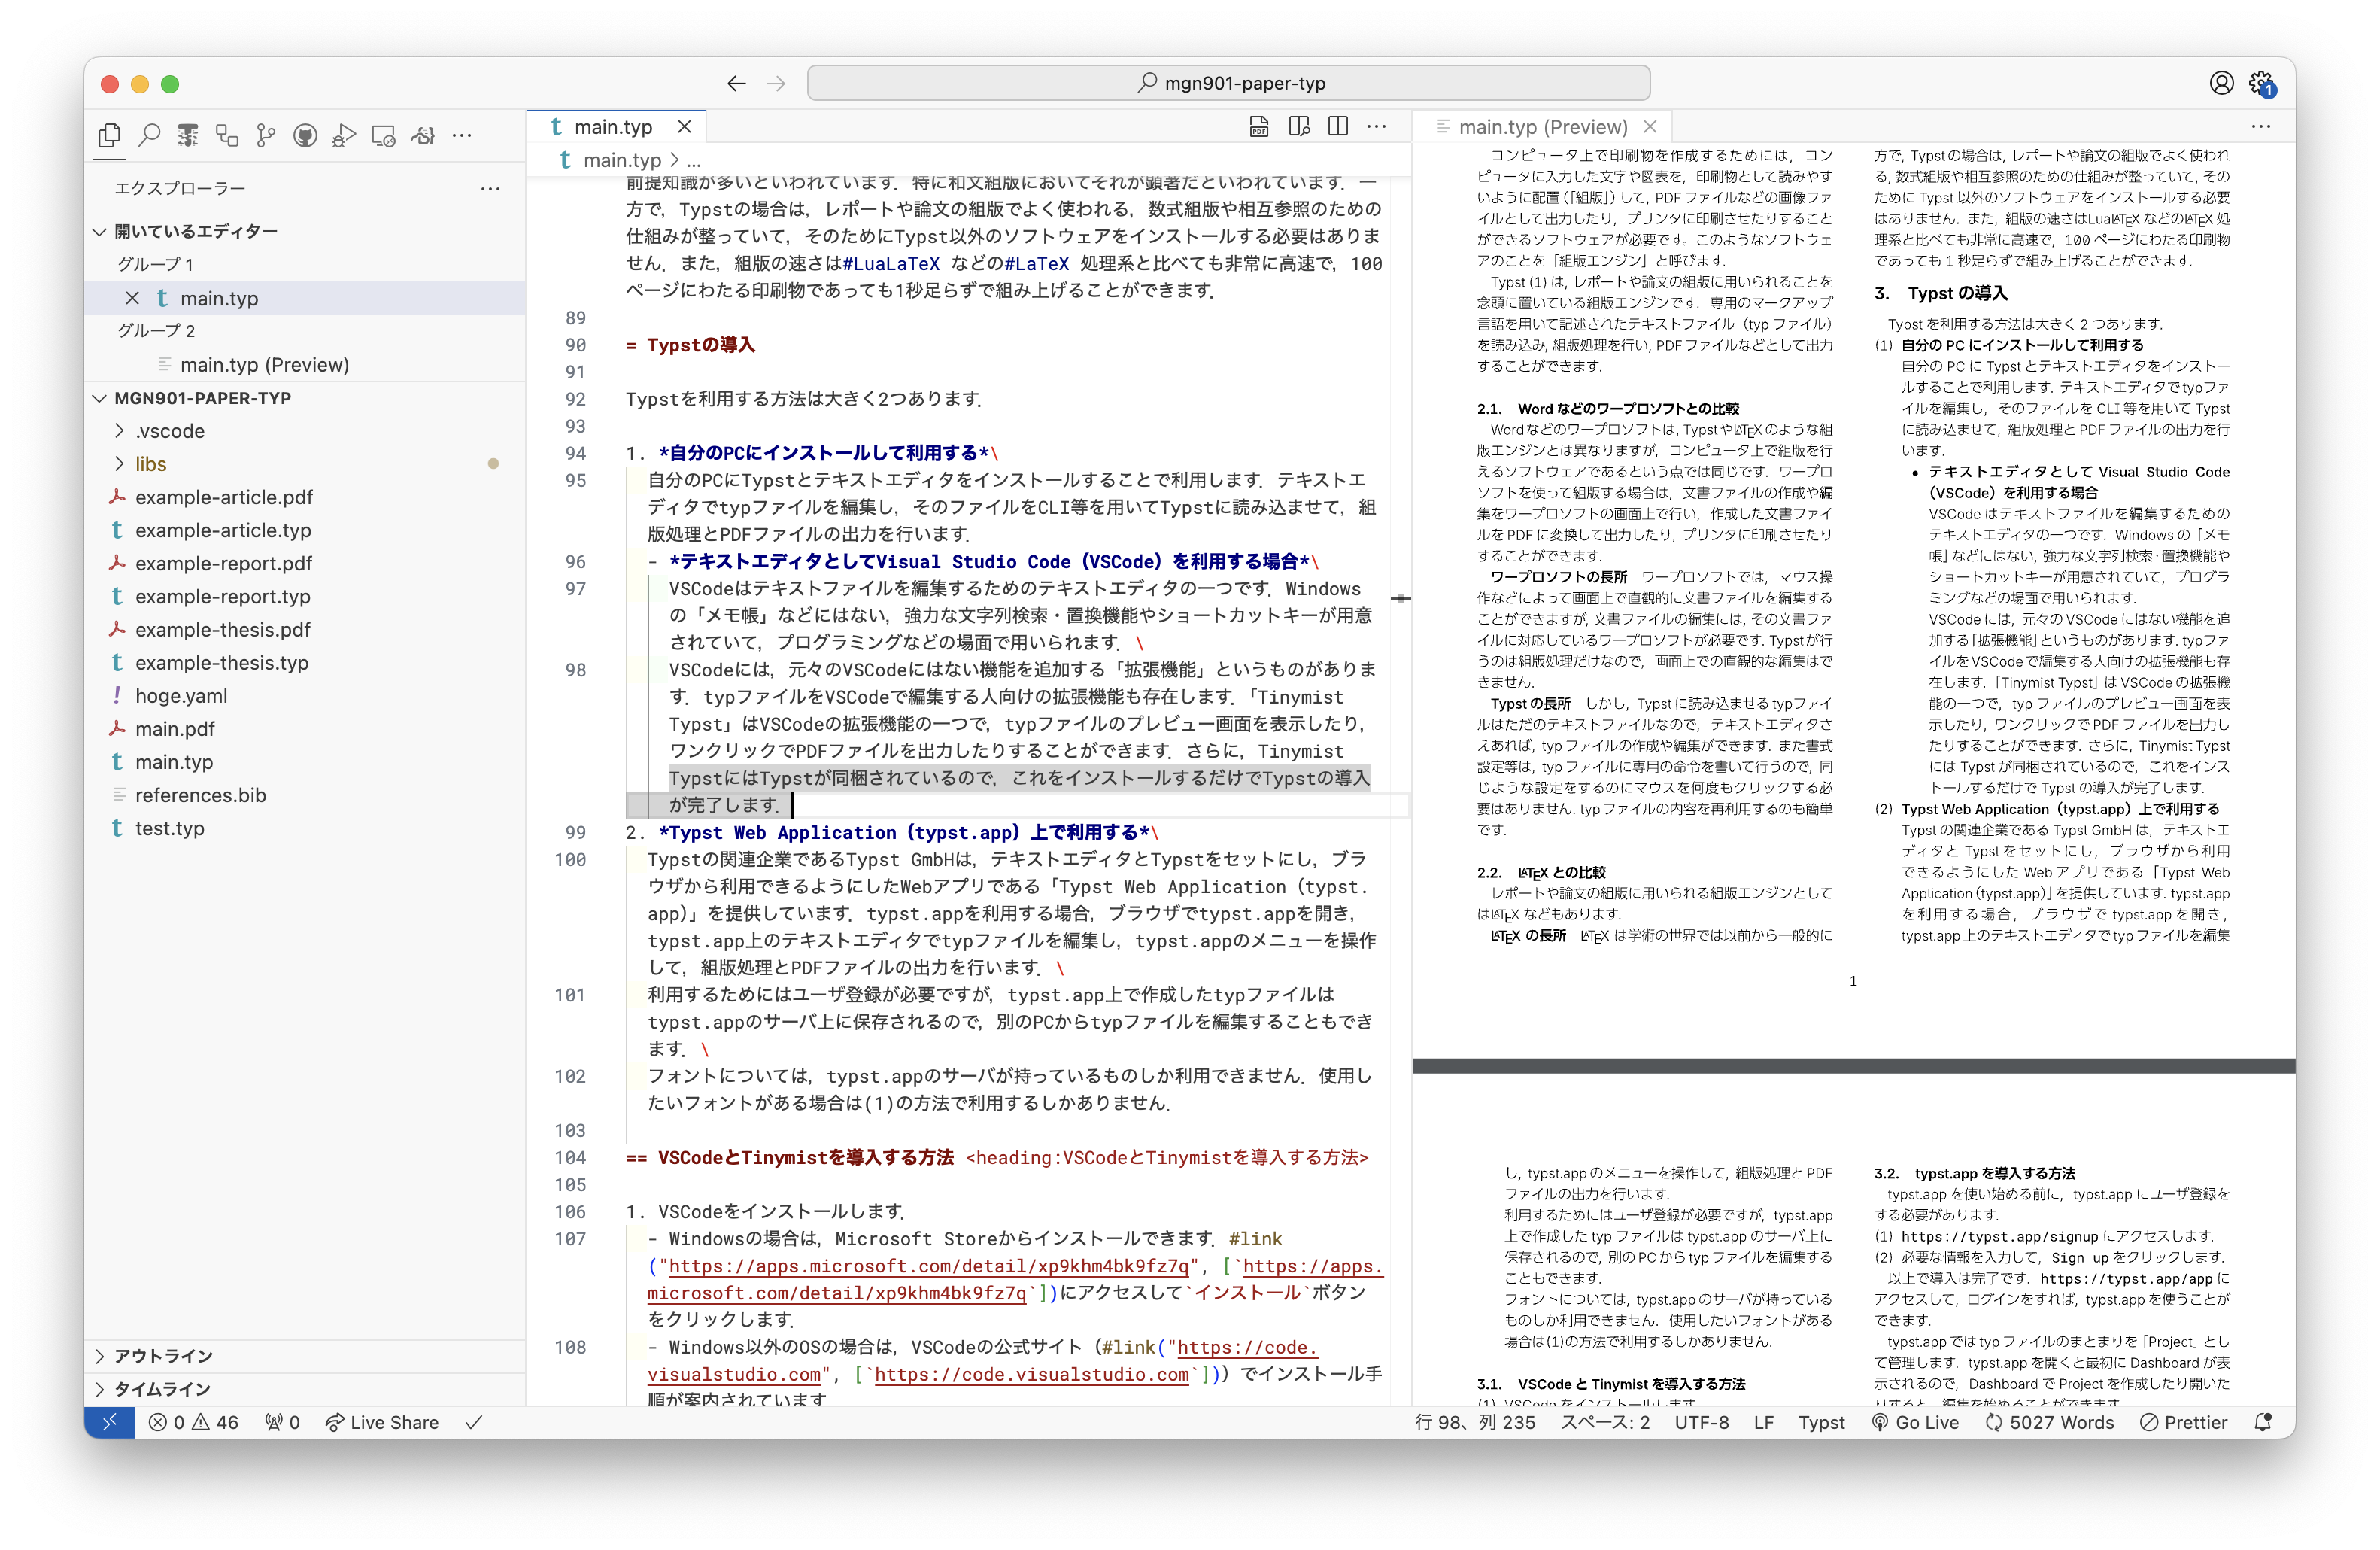 mgn901-paper-typ
1
エクスプローラー
開いているエディター
グループ 1
main.typ
グループ 2
main.typ (Preview)
MGN901-PAPER-TYP
.vscode
libs
example-article.pdf
example-article.typ
example-report.pdf
example-report.typ
example-thesis.pdf
example-thesis.typ
hoge.yaml
main.pdf
main.typ
references.bib
test.typ
アウトライン
タイムライン
main.typ
main.typ > ...
前提知識が多いといわれています．特に和文組版においてそれが顕著だといわれています．一
方で，Typstの場合は，レポートや論文の組版でよく使われる，数式組版や相互参照のための
仕組みが整っていて，そのためにTypst以外のソフトウェアをインストールする必要はありま
せん．また，組版の速さは#LuaLaTeX などの#LaTeX 処理系と比べても非常に高速で，100
ページにわたる印刷物であっても1秒足らずで組み上げることができます．
89
90 = Typstの導入
91
92 Typstを利用する方法は大きく2つあります．
93
94 1. *自分のPCにインストールして利用する*\
95 自分のPCにTypstとテキストエディタをインストールすることで利用します．テキストエ
ディタでtypファイルを編集し，そのファイルをCLI等を用いてTypstに読み込ませて，組
版処理とPDFファイルの出力を行います．
96 - *テキストエディタとしてVisual Studio Code（VSCode）を利用する場合*\
97 VSCodeはテキストファイルを編集するためのテキストエディタの一つです．Windows
の「メモ帳」などにはない，強力な文字列検索・置換機能やショートカットキーが用意
されていて，プログラミングなどの場面で用いられます．\
98 VSCodeには，元々のVSCodeにはない機能を追加する「拡張機能」というものがありま
す．typファイルをVSCodeで編集する人向けの拡張機能も存在します．「Tinymist
Typst」はVSCodeの拡張機能の一つで，typファイルのプレビュー画面を表示したり，
ワンクリックでPDFファイルを出力したりすることができます．さらに，Tinymist
TypstにはTypstが同梱されているので，これをインストールするだけでTypstの導入
が完了します．
99 2. *Typst Web Application（typst.app）上で利用する*\
100 Typstの関連企業であるTypst GmbHは，テキストエディタとTypstをセットにし，ブラ
ウザから利用できるようにしたWebアプリである「Typst Web Application（typst.
app）」を提供しています．typst.appを利用する場合，ブラウザでtypst.appを開き，
typst.app上のテキストエディタでtypファイルを編集し，typst.appのメニューを操作
して，組版処理とPDFファイルの出力を行います．\
101 利用するためにはユーザ登録が必要ですが，typst.app上で作成したtypファイルは
typst.appのサーバ上に保存されるので，別のPCからtypファイルを編集することもでき
ます．\
102 フォントについては，typst.appのサーバが持っているものしか利用できません．使用し
たいフォントがある場合は(1)の方法で利用するしかありません．
103
104 == VSCodeとTinymistを導入する方法 <heading:VSCodeとTinymistを導入する方法>
105
106 1. VSCodeをインストールします．
107 - Windowsの場合は，Microsoft Storeからインストールできます．#link
("https://apps.microsoft.com/detail/xp9khm4bk9fz7q", [`https://apps.
microsoft.com/detail/xp9khm4bk9fz7q`])にアクセスして`インストール`ボタン
をクリックします．
108 - Windows以外のOSの場合は，VSCodeの公式サイト（#link("https://code.
visualstudio.com", [`https://code.visualstudio.com`])）でインストール手
順が案内されています
main.typ (Preview)
コンピュータ上で印刷物を作成するためには，コン
ピュータに入力した文字や図表を，印刷物として読みやす
いように配置（「組版」）して，PDF ファイルなどの画像ファ
イルとして出力したり，プリンタに印刷させたりすること
ができるソフトウェアが必要です。このようなソフトウェ
アのことを「組版エンジン」と呼びます．
Typst (1) は，レポートや論文の組版に用いられることを
念頭に置いている組版エンジンです．専用のマークアップ
言語を用いて記述されたテキストファイル（typ ファイル）
を読み込み，組版処理を行い，PDF ファイルなどとして出力
することができます．
2.1. Word などのワープロソフトとの比較
Word などのワープロソフトは，Typst や LATEX のような組
版エンジンとは異なりますが，コンピュータ上で組版を行
えるソフトウェアであるという点では同じです．ワープロ
ソフトを使って組版する場合は，文書ファイルの作成や編
集をワープロソフトの画面上で行い，作成した文書ファイ
ルを PDF に変換して出力したり，プリンタに印刷させたり
することができます．
ワープロソフトの長所 ワープロソフトでは，マウス操
作などによって画面上で直観的に文書ファイルを編集する
ことができますが，文書ファイルの編集には，その文書ファ
イルに対応しているワープロソフトが必要です．Typst が行
うのは組版処理だけなので，画面上での直観的な編集はで
きません．
Typst の長所 しかし，Typst に読み込ませる typ ファイ
ルはただのテキストファイルなので，テキストエディタさ
えあれば，typ ファイルの作成や編集ができます．また書式
設定等は，typ ファイルに専用の命令を書いて行うので，同
じような設定をするのにマウスを何度もクリックする必
要はありません．typ ファイルの内容を再利用するのも簡単
です．
2.2. LATEX との比較
レポートや論文の組版に用いられる組版エンジンとして
は LATEX などもあります．
LATEX の長所 LATEX は学術の世界では以前から一般的に
方で，Typst の場合は，レポートや論文の組版でよく使われ
る，数式組版や相互参照のための仕組みが整っていて，その
ために Typst 以外のソフトウェアをインストールする必要
はありません．また，組版の速さは LuaLATEX などの LATEX 処
理系と比べても非常に高速で，100 ページにわたる印刷物
であっても 1 秒足らずで組み上げることができます．
3. Typst の導入
Typst を利用する方法は大きく 2 つあります．
(1) 自分の PC にインストールして利用する
自分の PC に Typst とテキストエディタをインストー
ルすることで利用します．テキストエディタで typ ファ
イルを編集し，そのファイルを CLI 等を用いて Typst
に読み込ませて，組版処理と PDF ファイルの出力を行
います．
• テキストエディタとして Visual Studio Code
（VSCode）を利用する場合
VSCode はテキストファイルを編集するための
テキストエディタの一つです．Windows の「メモ
帳」などにはない，強力な文字列検索・置換機能や
ショートカットキーが用意されていて，プログラ
ミングなどの場面で用いられます．
VSCode には，元々の VSCode にはない機能を追
加する「拡張機能」というものがあります．typ ファ
イルを VSCode で編集する人向けの拡張機能も存
在します．「Tinymist Typst」は VSCode の拡張機
能の一つで，typ ファイルのプレビュー画面を表
示したり，ワンクリックで PDF ファイルを出力し
たりすることができます．さらに，Tinymist Typst
には Typst が同梱されているので，これをインス
トールするだけで Typst の導入が完了します．
(2) Typst Web Application（typst.app）上で利用する
Typst の関連企業である Typst GmbH は，テキストエ
ディタと Typst をセットにし，ブラウザから利用
できるようにした Web アプリである「Typst Web
Application（typst.app）」を提供しています．typst.app
を利用する場合，ブラウザで typst.app を開き，
typst.app 上のテキストエディタで typ ファイルを編集
1
し，typst.app のメニューを操作して，組版処理と PDF
ファイルの出力を行います．
利用するためにはユーザ登録が必要ですが，typst.app
上で作成した typ ファイルは typst.app のサーバ上に
保存されるので，別の PC から typ ファイルを編集する
こともできます．
フォントについては，typst.app のサーバが持っている
ものしか利用できません．使用したいフォントがある
場合は(1)の方法で利用するしかありません．
3.1. VSCode と Tinymist を導入する方法
(1) VSCode をインストールします．
3.2. typst.app を導入する方法
typst.app を使い始める前に，typst.app にユーザ登録を
する必要があります．
(1) https://typst.app/signup にアクセスします．
(2) 必要な情報を入力して，Sign up をクリックします．
以上で導入は完了です．https://typst.app/app に
アクセスして，ログインをすれば，typst.app を使うことが
できます．
typst.app では typ ファイルのまとまりを「Project」とし
て管理します．typst.app を開くと最初に Dashboard が表
示されるので，Dashboard で Project を作成したり開いた
りすると，編集を始めることができます．
0 46 0 Live Share
行 98、列 235 スペース: 2 UTF-8 LF Typst Go Live 5027 Words Prettier